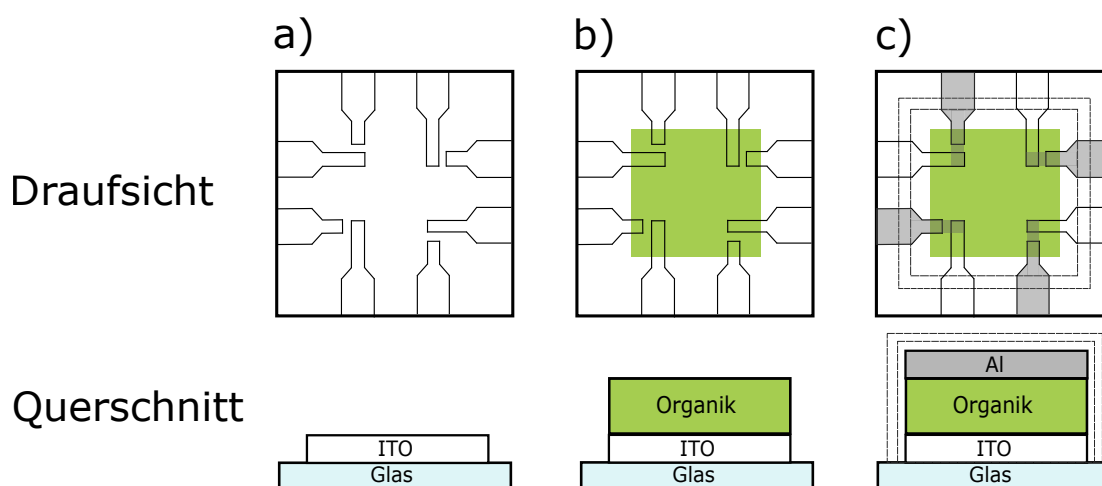 a)
b)
c)
Draufsicht
Querschnitt
ITO
Glas
Organik
ITO
Glas
Al
Organik
ITO
Glas